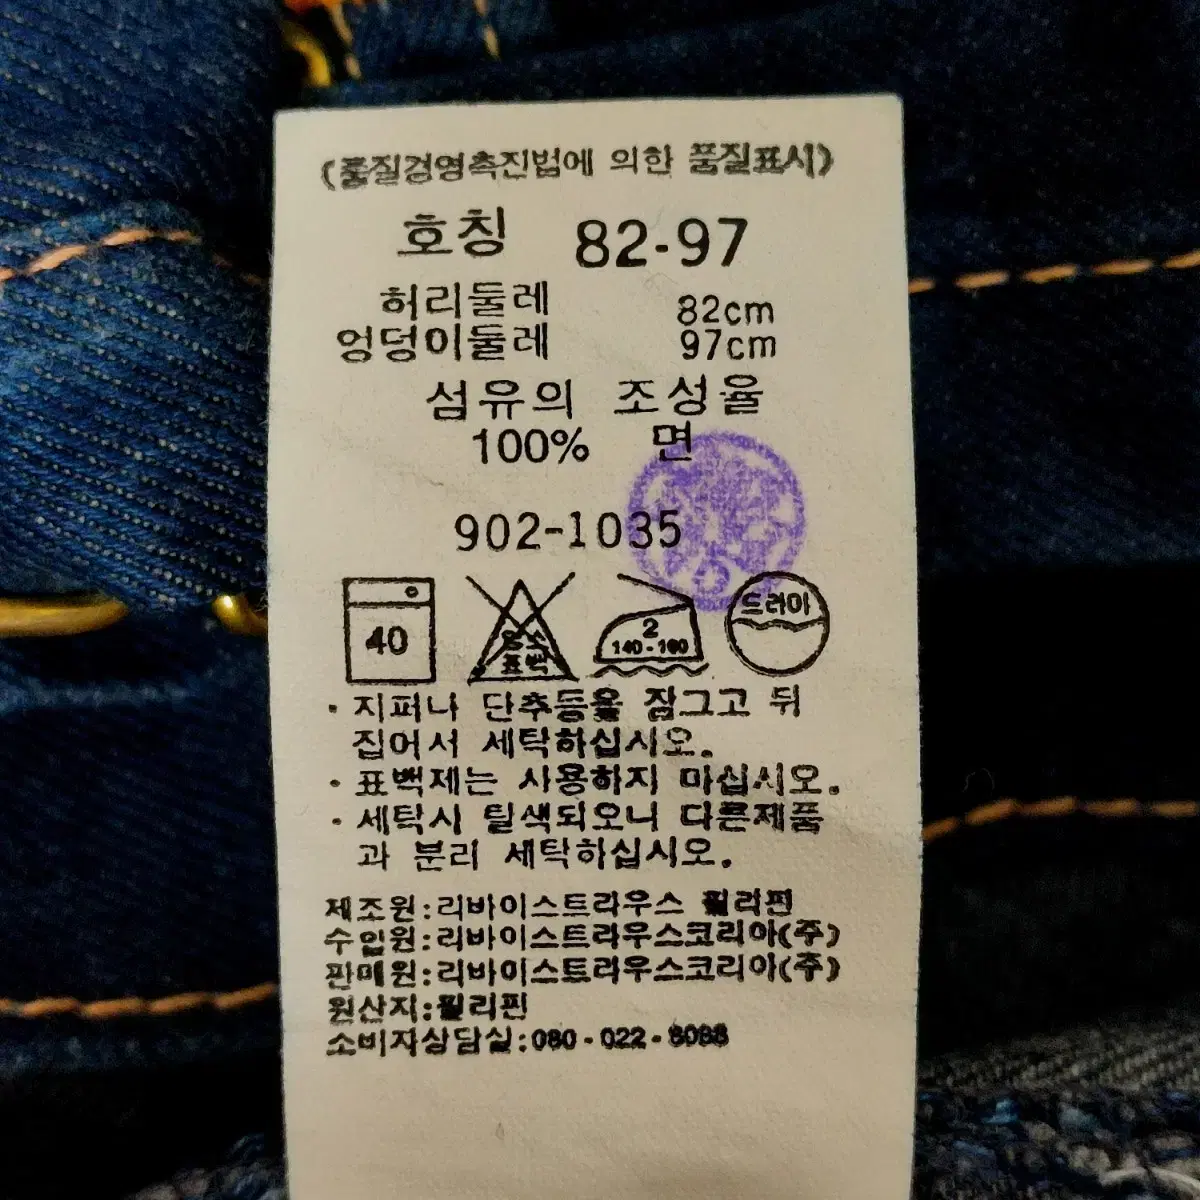 (품질경영촉진법에 의한 품질표시)
호칭 82-97
허리둘레 82cm
엉덩이둘레 97cm
섬유의 조성율
100% 면
902-1035
40
염소
표백
2
140-160
드라이
· 지퍼나 단추등을 잠그고 뒤
집어서 세탁하십시오.
· 표백제는 사용하지 마십시오.
· 세탁시 탈색되오니 다른제품
과 분리 세탁하십시오.
제조원:리바이스트라우스 필리핀
수입원:리바이스트라우스코리아(주)
판매원:리바이스트라우스코리아(주)
원산지:필리핀
소비자상담실:080-022-8088